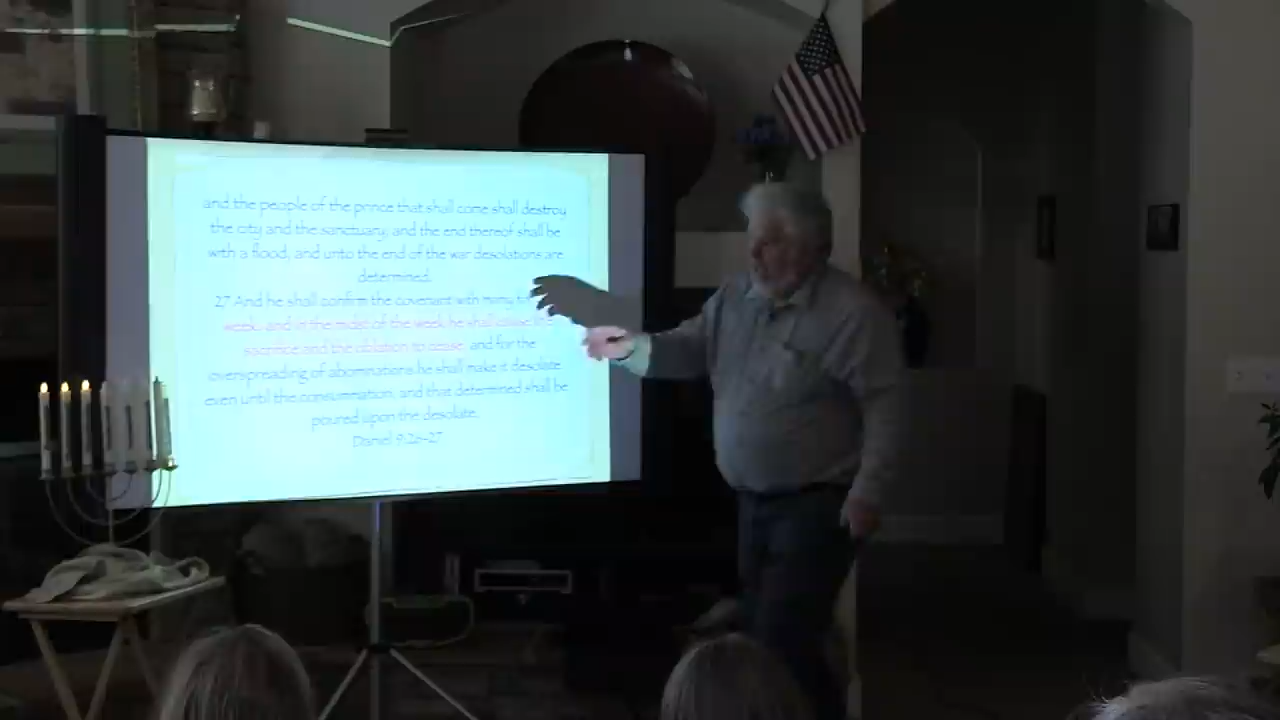 and the people of the prince that shall come shall destroy
the city and the sanctuary; and the end thereof shall be
with a flood, and unto the end of the war desolations are
determined.
27 And he shall confirm the covenant with many
week: and in the midst of the week he shall cause
sacrifice and the oblation to cease, and for the
overspreading of abominations he shall make it desolate
even until the consummation, and that determined shall be
poured upon the desolate.
Daniel 9:26-27